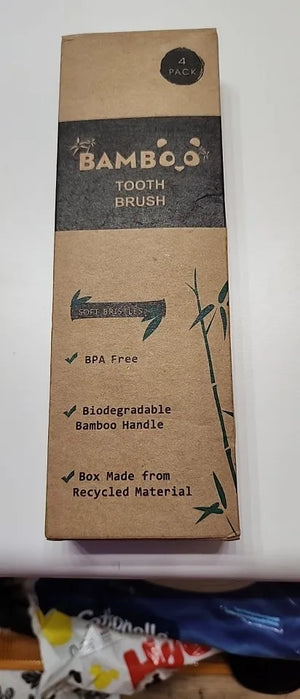 4
PACK
BAMBOO
TOOTH
BRUSH
SOFT BRISTLES
BPA Free
Biodegradable
Bamboo Handle
Box Made from
Recycled Material